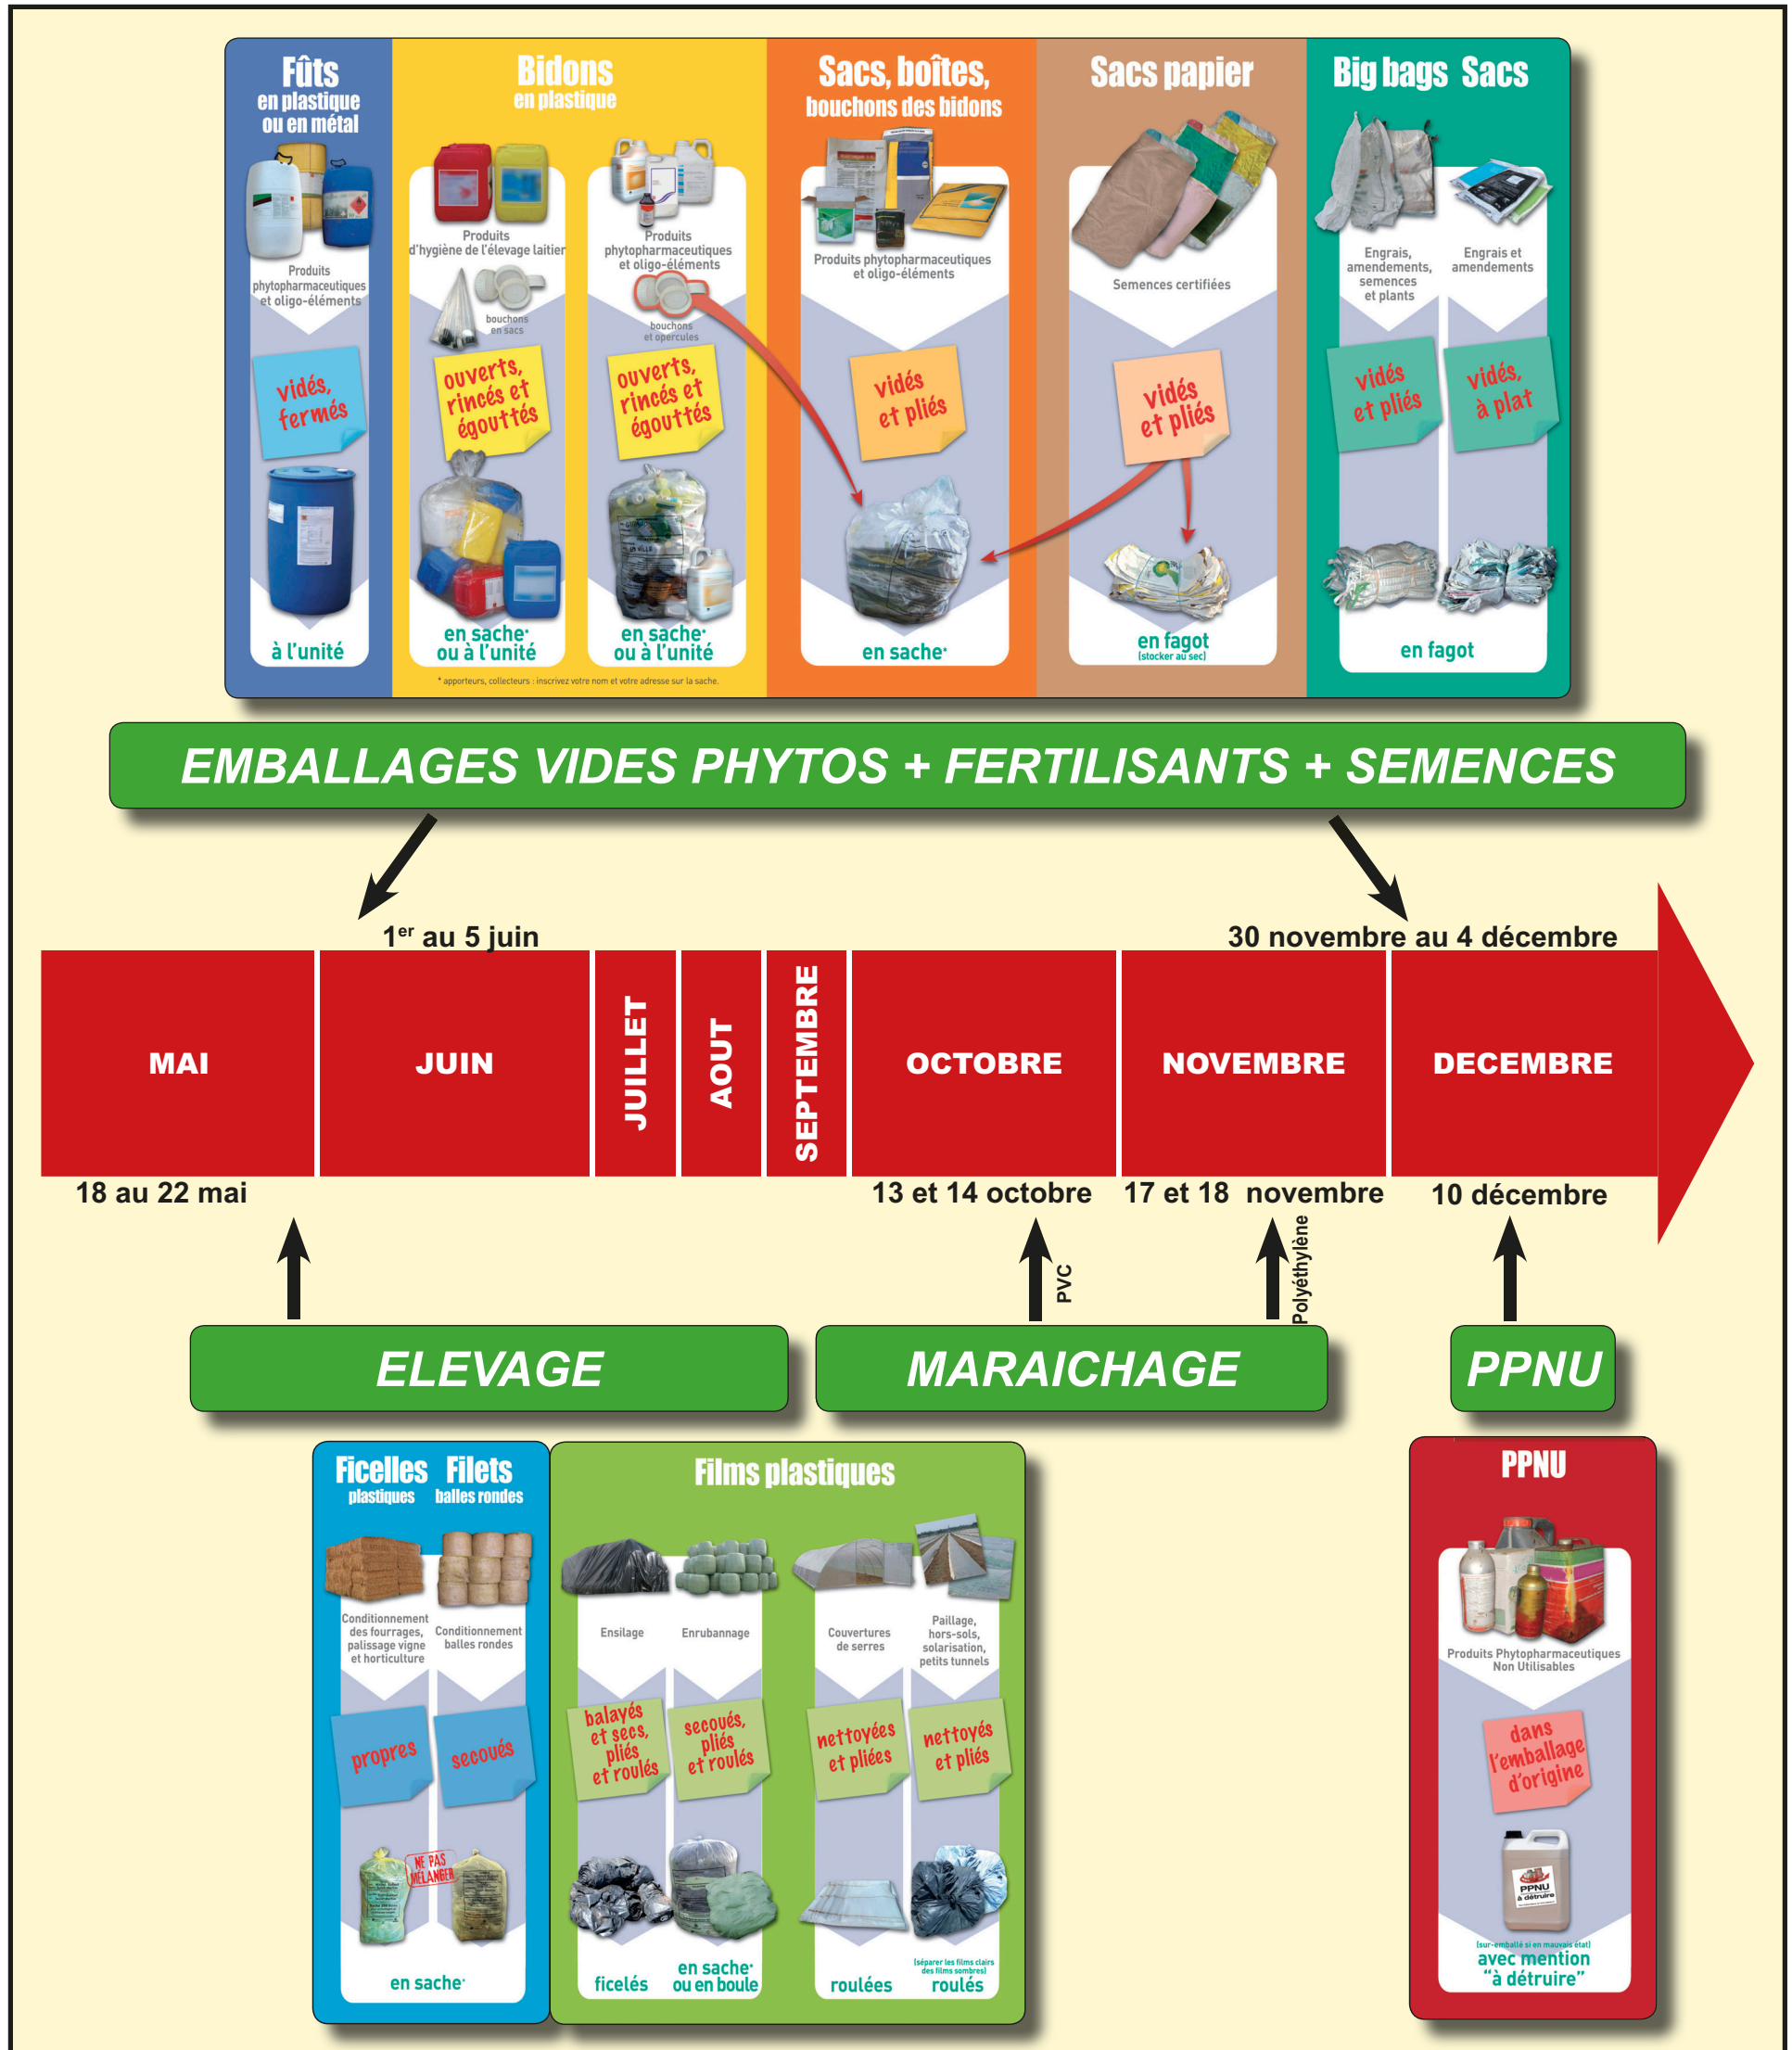 Fûts
en plastique
ou en métal
Produits
phytopharmaceutiques
et oligo-éléments
vidés,
fermés
à l'unité
Bidons
en plastique
Produits
d'hygiène de l'élevage laitier
bouchons
en sacs
ouverts,
rincés et
égouttés
en sache*
ou à l'unité
Produits
phytopharmaceutiques
et oligo-éléments
bouchons
et opercules
ouverts,
rincés et
égouttés
en sache*
ou à l'unité
* apporteurs, collecteurs : inscrivez votre nom et votre adresse sur la sache.
Sacs, boîtes,
bouchons des bidons
Produits phytopharmaceutiques
et oligo-éléments
vidés
et pliés
en sache*
Sacs papier
Semences certifiées
vidés
et pliés
en fagot
(stocker au sec)
Big bags Sacs
Engrais,
amendements,
semences
et plants
vidés
et pliés
Engrais et
amendements
vidés,
à plat
en fagot
EMBALLAGES VIDES PHYTOS + FERTILISANTS + SEMENCES
1er au 5 juin
30 novembre au 4 décembre
MAI
JUIN
JUILLET
AOUT
SEPTEMBRE
OCTOBRE
NOVEMBRE
DECEMBRE
18 au 22 mai
13 et 14 octobre
17 et 18 novembre
10 décembre
PVC
Polyéthylène
ELEVAGE
MARAICHAGE
PPNU
Ficelles
plastiques
Filets
balles rondes
Conditionnement
des fourrages,
palissage vigne
et horticulture
Conditionnement
balles rondes
propres
secoués
NE PAS
MÉLANGER
en sache*
Films plastiques
Ensilage
balayés
et secs,
pliés
et roulés
ficelés
Enrubannage
secoués,
pliés
et roulés
en sache*
ou en boule
Couvertures
de serres
nettoyées
et pliées
roulées
Paillage,
hors-sols,
solarisation,
petits tunnels
nettoyés
et pliés
(séparer les films clairs
des films sombres)
roulés
PPNU
Produits Phytopharmaceutiques
Non Utilisables
dans
l'emballage
d'origine
PPNU
à détruire
(sur-emballé si en mauvais état)
avec mention
"à détruire"